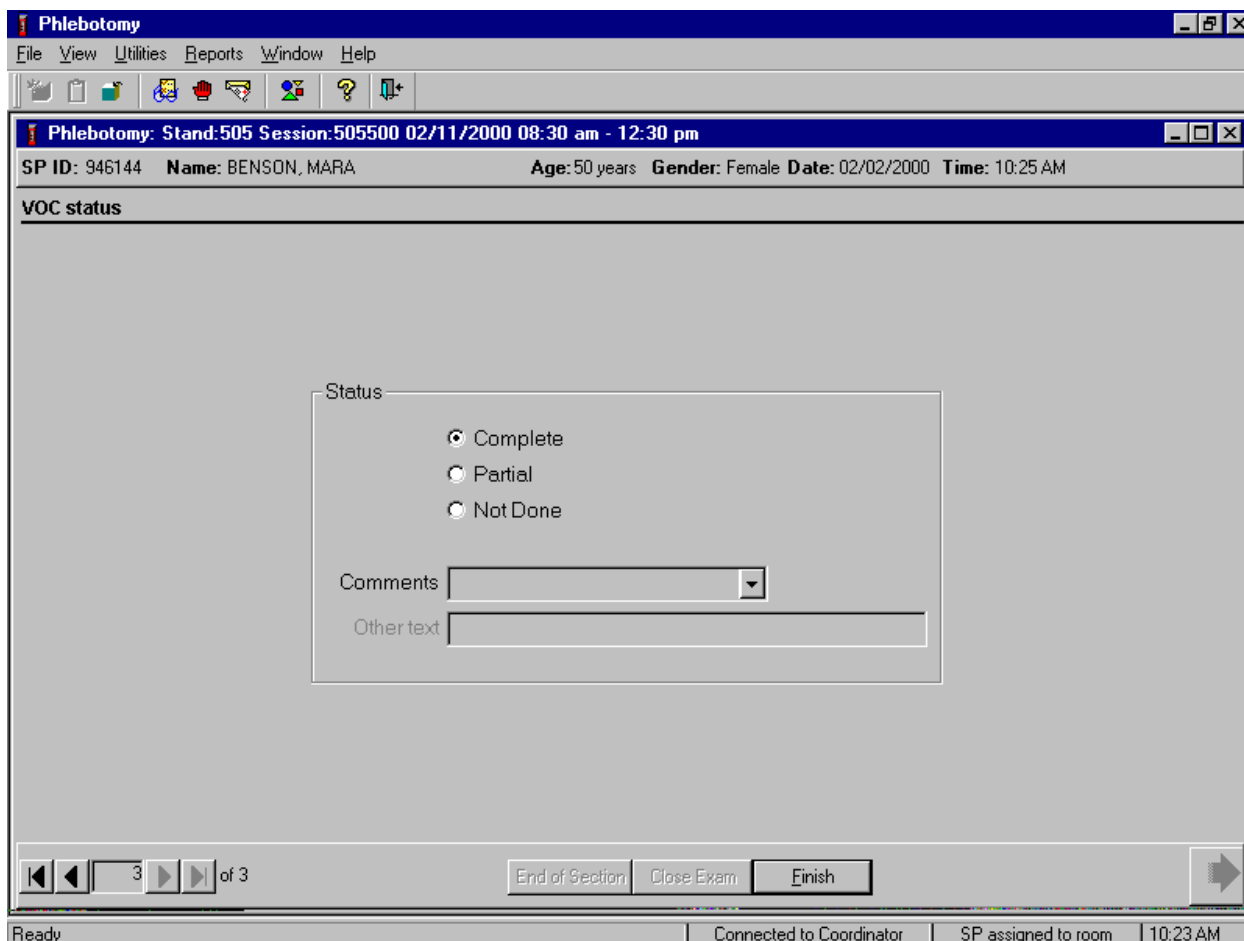 Phlebotomy
File View Utilities Reports Window Help
Phlebotomy: Stand:505 Session:505500 02/11/2000 08:30 am - 12:30 pm
SP ID: 946144 Name: BENSON, MARA Age: 50 years Gender: Female Date: 02/02/2000 Time: 10:25 AM
VOC status
Status
Complete
Partial
Not Done
Comments
Other text
3 of 3 End of Section Close Exam Finish
Ready Connected to Coordinator SP assigned to room 10:23 AM